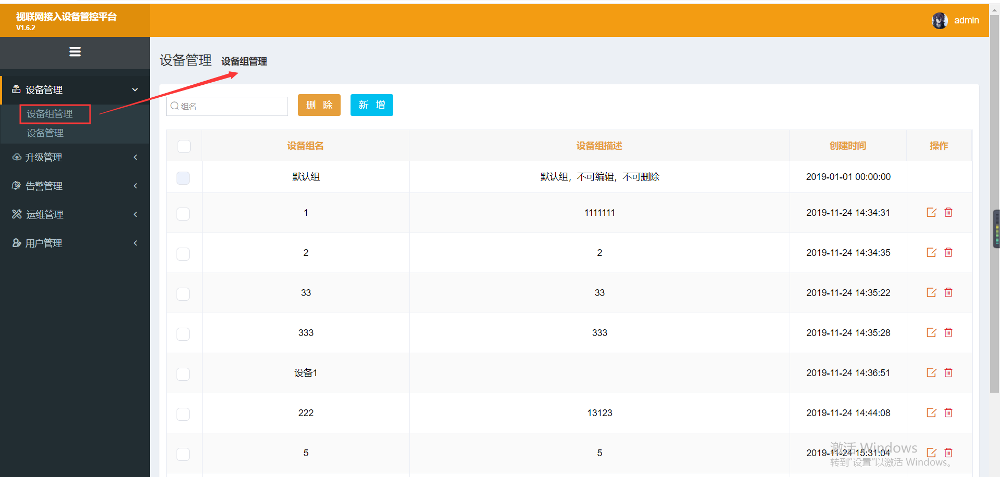 视联网接入设备管控平台
V1.6.2
admin
设备管理
设备组管理
设备管理
升级管理
告警管理
运维管理
用户管理
设备管理 设备组管理
组名
删 除
新 增
设备组名 设备组描述 创建时间 操作
默认组 默认组，不可编辑，不可删除 2019-01-01 00:00:00
1 1111111 2019-11-24 14:34:31
2 2 2019-11-24 14:34:35
33 33 2019-11-24 14:35:22
333 333 2019-11-24 14:35:28
设备1 2019-11-24 14:36:51
222 13123 2019-11-24 14:44:08
5 5 2019-11-24 15:31:04
激活 Windows
转到“设置”以激活 Windows。